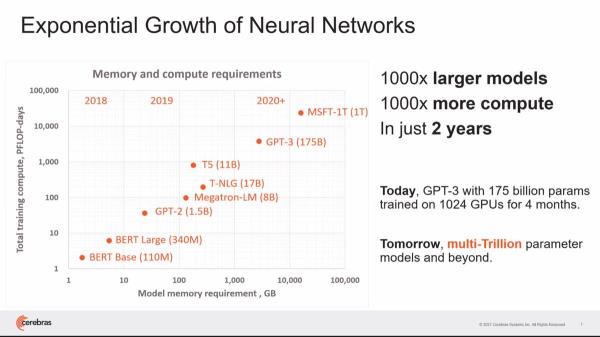 Exponential Growth of Neural Networks
Memory and compute requirements
Total training compute, PFLOP-days
100,000
10,000
1,000
100
10
1
2018
2019
2020+
MSFT-1T (1T)
GPT-3 (175B)
T5 (11B)
T-NLG (17B)
Megatron-LM (8B)
GPT-2 (1.5B)
BERT Large (340M)
BERT Base (110M)
1
10
100
1,000
10,000
100,000
Model memory requirement , GB
1000x larger models
1000x more compute
In just 2 years
Today, GPT-3 with 175 billion params
trained on 1024 GPUs for 4 months.
Tomorrow, multi-Trillion parameter
models and beyond.
cerebras
© 2021 Cerebras Systems Inc. All Rights Reserved